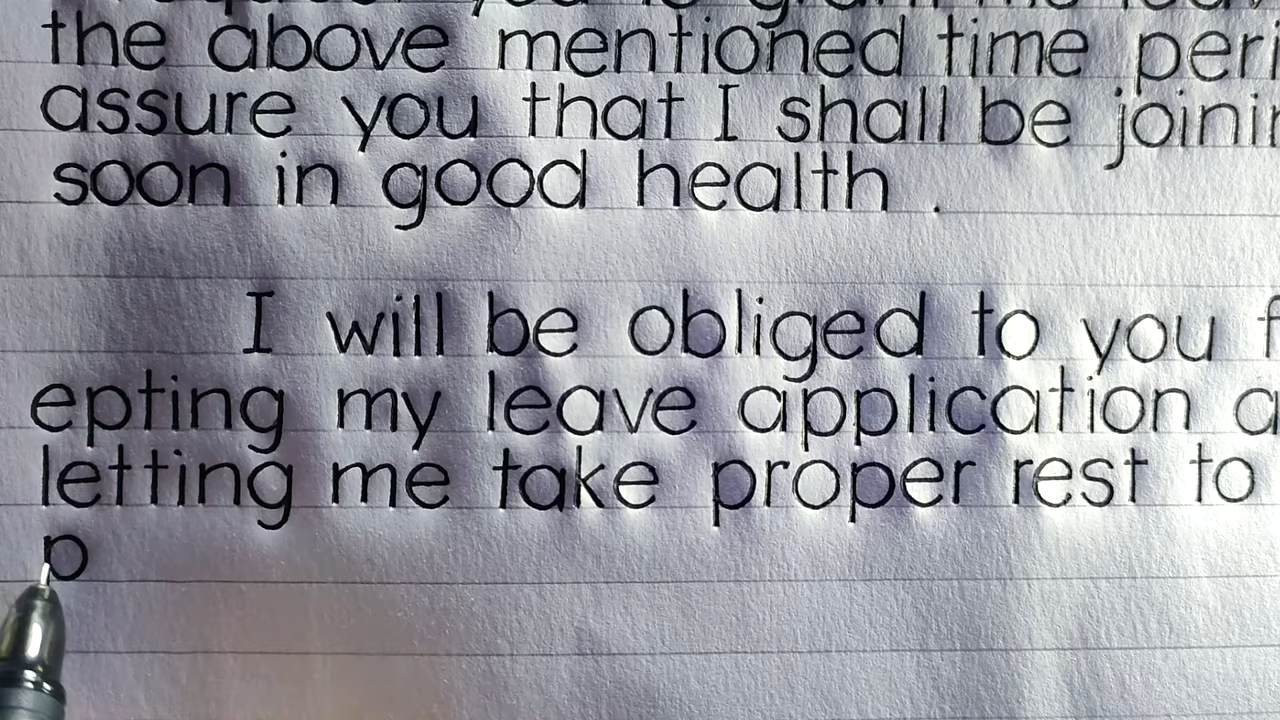 the above mentioned time peri
assure you that I shall be joinin
soon in good health .
I will be obliged to you f
epting my leave application a
letting me take proper rest to
p